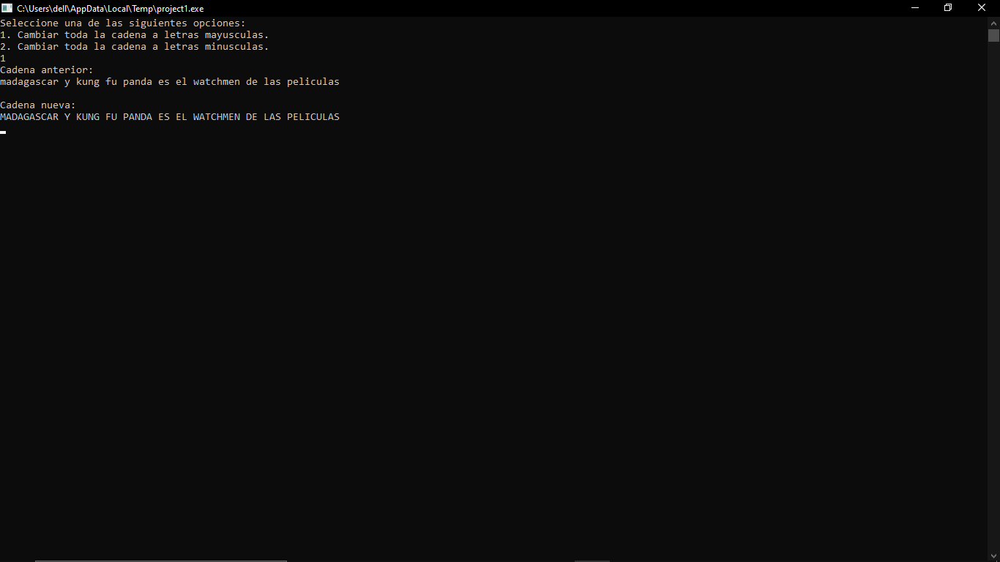 C:\Users\dell\AppData\Local\Temp\project1.exe
Seleccione una de las siguientes opciones:
1. Cambiar toda la cadena a letras mayusculas.
2. Cambiar toda la cadena a letras minusculas.
1
Cadena anterior:
madagascar y kung fu panda es el watchmen de las peliculas
Cadena nueva:
MADAGASCAR Y KUNG FU PANDA ES EL WATCHMEN DE LAS PELICULAS